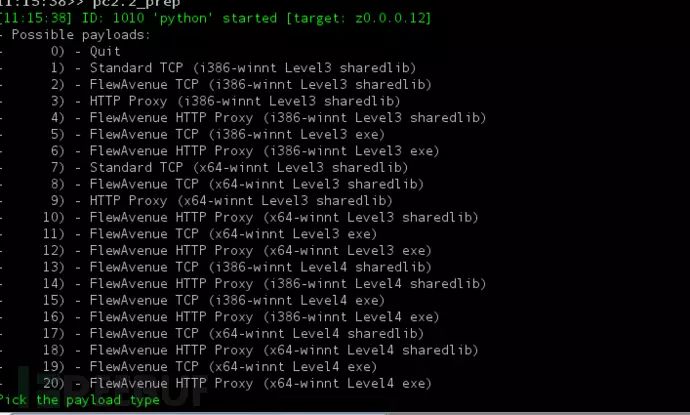 11:15:38>> pc2.2_prep
[11:15:38] ID: 1010 'python' started [target: z0.0.0.12]
- Possible payloads:
- 0) - Quit
- 1) - Standard TCP (i386-winnt Level3 sharedlib)
- 2) - FlewAvenue TCP (i386-winnt Level3 sharedlib)
- 3) - HTTP Proxy (i386-winnt Level3 sharedlib)
- 4) - FlewAvenue HTTP Proxy (i386-winnt Level3 sharedlib)
- 5) - FlewAvenue TCP (i386-winnt Level3 exe)
- 6) - FlewAvenue HTTP Proxy (i386-winnt Level3 exe)
- 7) - Standard TCP (x64-winnt Level3 sharedlib)
- 8) - FlewAvenue TCP (x64-winnt Level3 sharedlib)
- 9) - HTTP Proxy (x64-winnt Level3 sharedlib)
- 10) - FlewAvenue HTTP Proxy (x64-winnt Level3 sharedlib)
- 11) - FlewAvenue TCP (x64-winnt Level3 exe)
- 12) - FlewAvenue HTTP Proxy (x64-winnt Level3 exe)
- 13) - FlewAvenue TCP (i386-winnt Level4 sharedlib)
- 14) - FlewAvenue HTTP Proxy (i386-winnt Level4 sharedlib)
- 15) - FlewAvenue TCP (i386-winnt Level4 exe)
- 16) - FlewAvenue HTTP Proxy (i386-winnt Level4 exe)
- 17) - FlewAvenue TCP (x64-winnt Level4 sharedlib)
- 18) - FlewAvenue HTTP Proxy (x64-winnt Level4 sharedlib)
- 19) - FlewAvenue TCP (x64-winnt Level4 exe)
- 20) - FlewAvenue HTTP Proxy (x64-winnt Level4 exe)
Pick the payload type